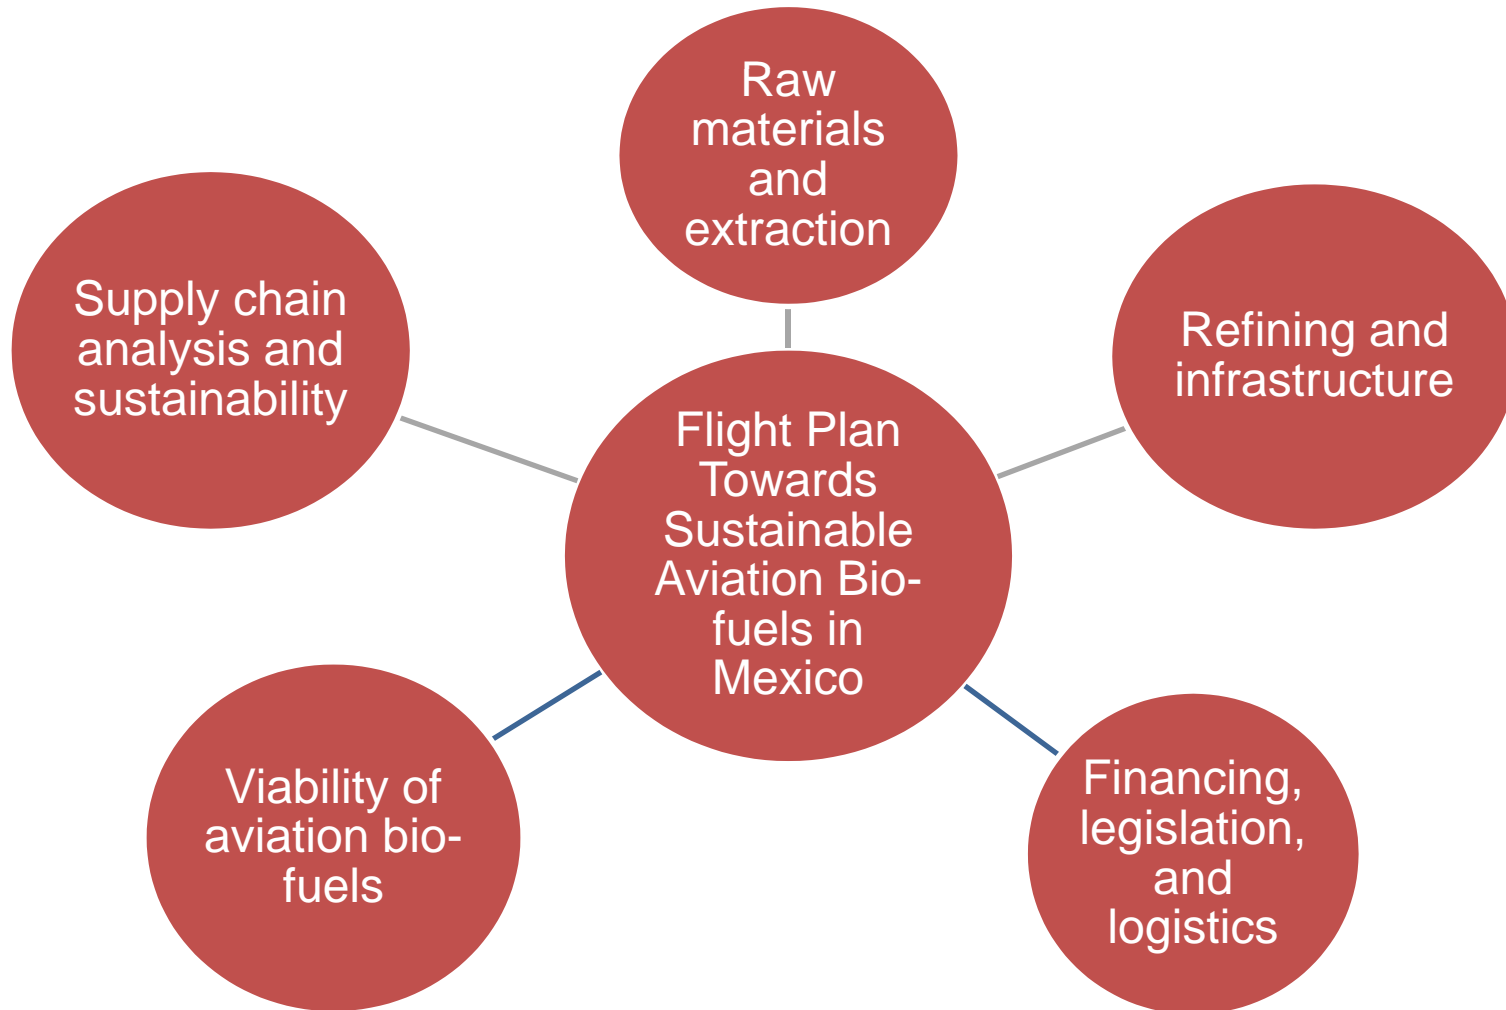 Raw
materials
and
extraction
Supply chain
analysis and
sustainability
Refining and
infrastructure
Flight Plan
Towards
Sustainable
Aviation Bio-
fuels in
Mexico
Viability of
aviation bio-
fuels
Financing,
legislation,
and
logistics